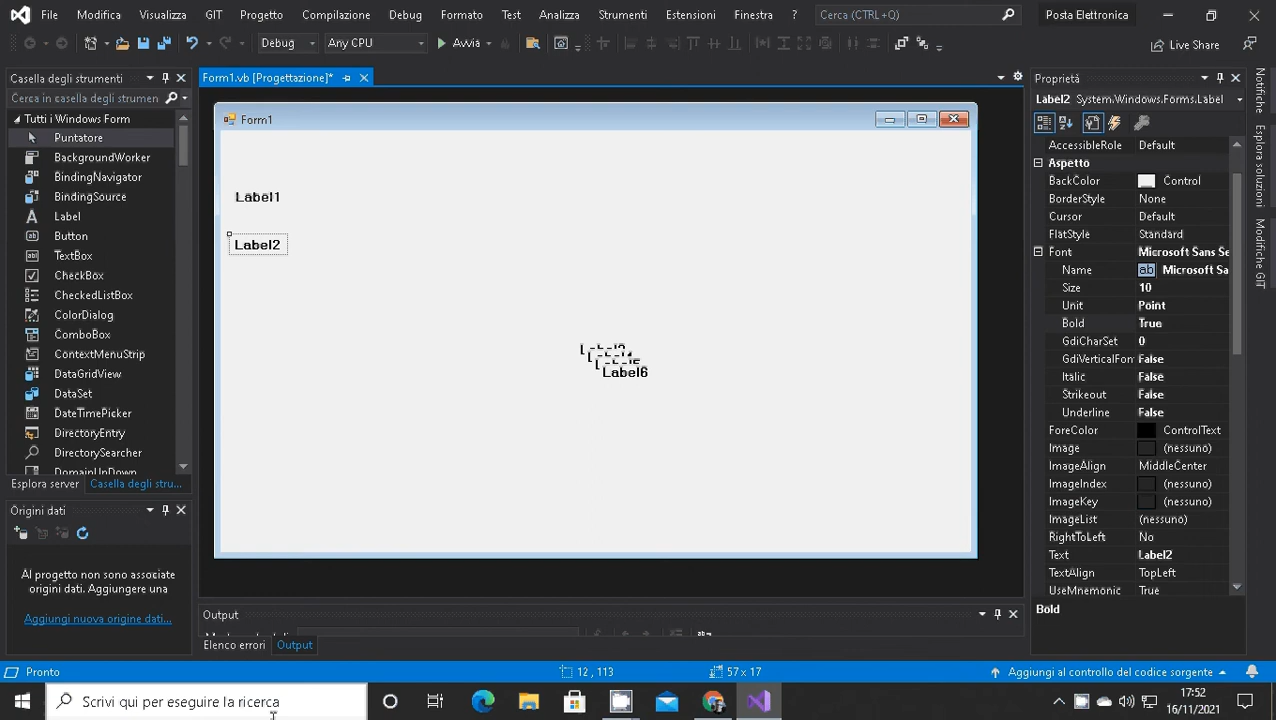 File Modifica Visualizza GIT Progetto Compilazione Debug Formato Test Analizza Strumenti Estensioni Finestra ? Cerca (CTRL+Q) Posta Elettronica
Debug Any CPU Avvia Live Share
Casella degli strumenti
Cerca in casella degli strumen
Tutti i Windows Form
Puntatore
BackgroundWorker
BindingNavigator
BindingSource
Label
Button
TextBox
CheckBox
CheckedListBox
ColorDialog
ComboBox
ContextMenuStrip
DataGridView
DataSet
DateTimePicker
DirectoryEntry
DirectorySearcher
DomainUpDown
Esplora server Casella degli stru...
Origini dati
Al progetto non sono associate
origini dati. Aggiungere una
Aggiungi nuova origine dati...
Form1.vb [Progettazione]*
Form1
Label1
Label2
Label6
Output
Elenco errori Output
Proprietà
Label2 System.Windows.Forms.Label
AccessibleRole Default
Aspetto
BackColor Control
BorderStyle None
Cursor Default
FlatStyle Standard
Font Microsoft Sans Se
Name ab Microsoft Sa
Size 10
Unit Point
Bold True
GdiCharSet 0
GdiVerticalFon False
Italic False
Strikeout False
Underline False
ForeColor ControlText
Image (nessuno)
ImageAlign MiddleCenter
ImageIndex (nessuno)
ImageKey (nessuno)
ImageList (nessuno)
RightToLeft No
Text Label2
TextAlign TopLeft
UseMnemonic True
Bold
Notifiche
Esplora soluzioni
Modifiche GIT
Pronto 12 , 113 57 x 17 Aggiungi al controllo del codice sorgente
Scrivi qui per eseguire la ricerca
17:52
16/11/2021